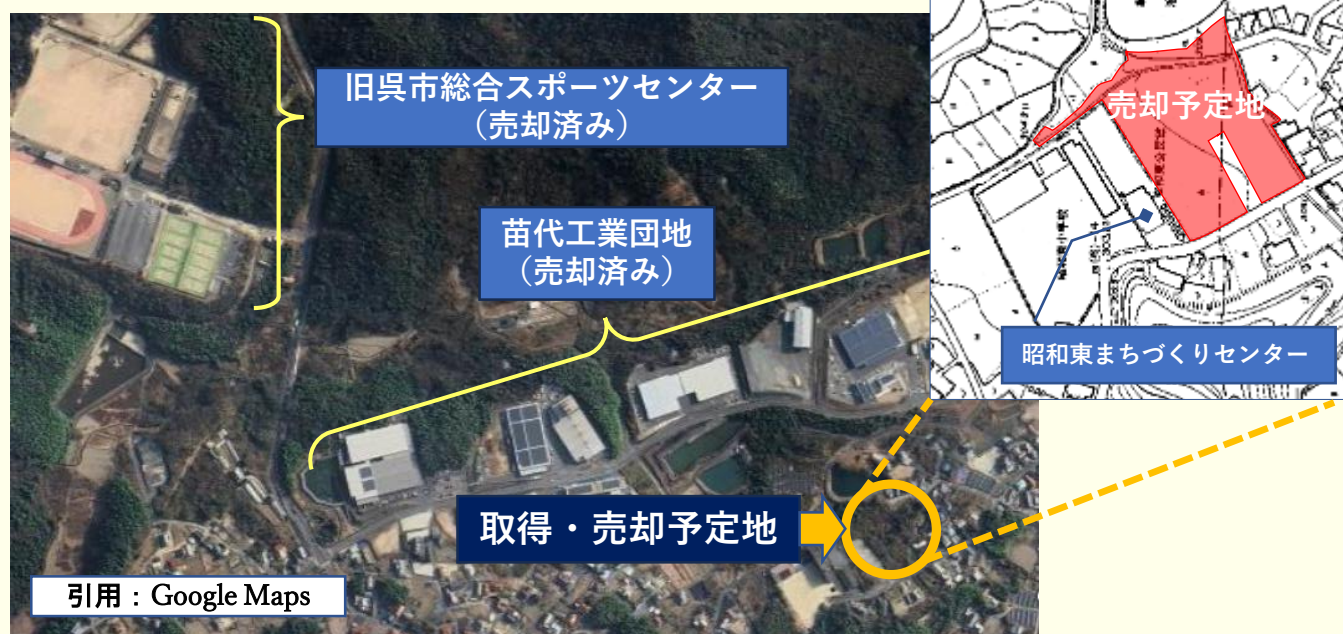 旧呉市総合スポーツセンター
（売却済み）
苗代工業団地
（売却済み）
売却予定地
昭和東まちづくりセンター
取得・売却予定地
引用：Google Maps